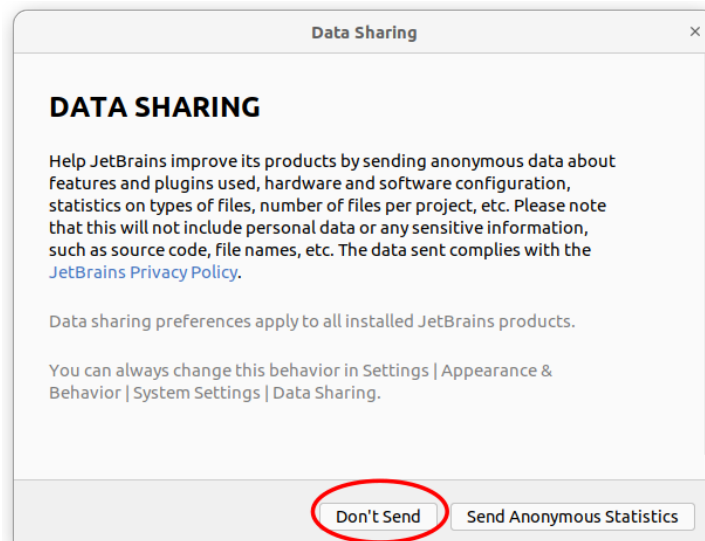 Data Sharing ×
DATA SHARING
Help JetBrains improve its products by sending anonymous data about
features and plugins used, hardware and software configuration,
statistics on types of files, number of files per project, etc. Please note
that this will not include personal data or any sensitive information,
such as source code, file names, etc. The data sent complies with the
JetBrains Privacy Policy.
Data sharing preferences apply to all installed JetBrains products.
You can always change this behavior in Settings | Appearance &
Behavior | System Settings | Data Sharing.
Don't Send Send Anonymous Statistics